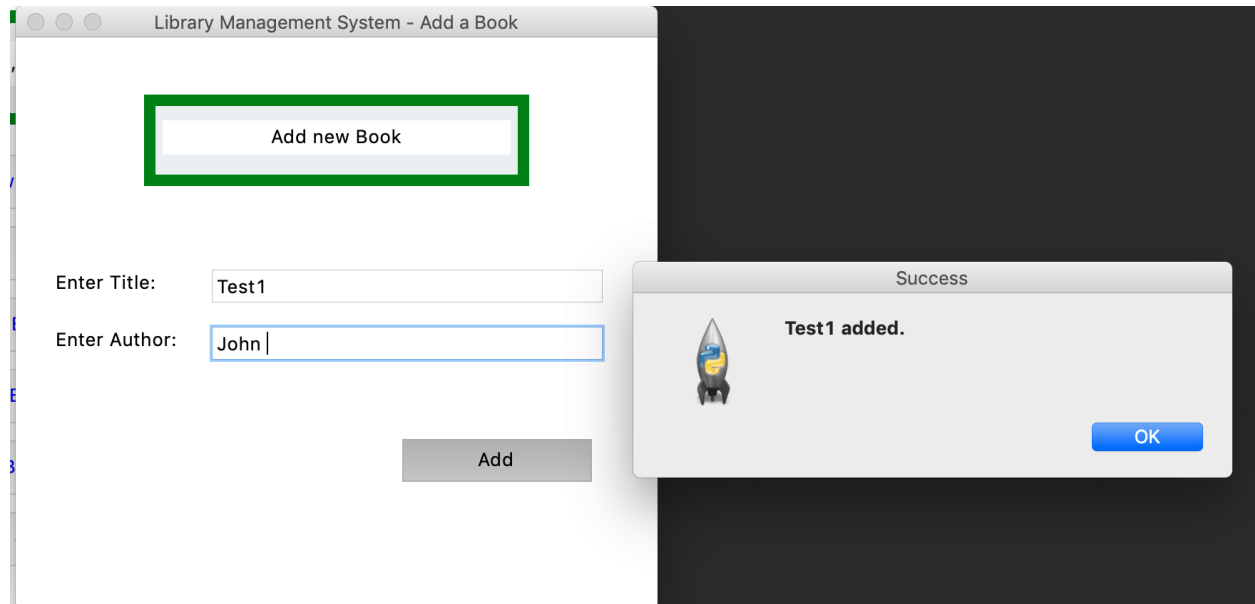 Library Management System - Add a Book
Add new Book
Enter Title:
Test1
Enter Author:
John
Add
Success
Test1 added.
OK